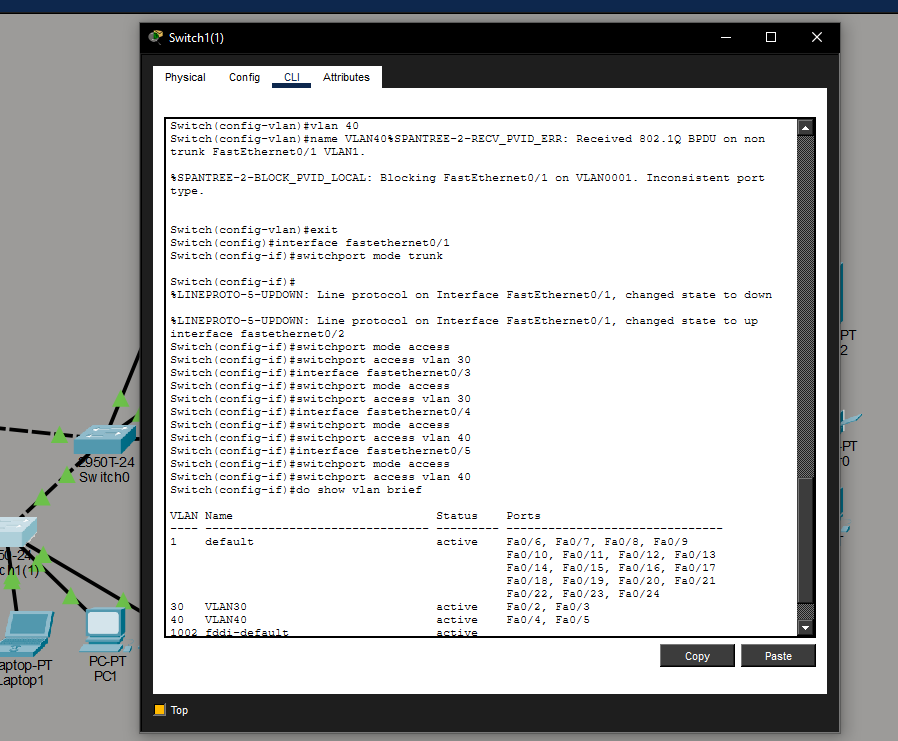 Switch1(1)
Physical Config CLI Attributes
Switch(config-vlan)#vlan 40
Switch(config-vlan)#name VLAN40%SPANTREE-2-RECV_PVID_ERR: Received 802.1Q BPDU on non
trunk FastEthernet0/1 VLAN1.
%SPANTREE-2-BLOCK_PVID_LOCAL: Blocking FastEthernet0/1 on VLAN0001. Inconsistent port
type.
Switch(config-vlan)#exit
Switch(config)#interface fastethernet0/1
Switch(config-if)#switchport mode trunk
Switch(config-if)#
%LINEPROTO-5-UPDOWN: Line protocol on Interface FastEthernet0/1, changed state to down
%LINEPROTO-5-UPDOWN: Line protocol on Interface FastEthernet0/1, changed state to up
interface fastethernet0/2
Switch(config-if)#switchport mode access
Switch(config-if)#switchport access vlan 30
Switch(config-if)#interface fastethernet0/3
Switch(config-if)#switchport mode access
Switch(config-if)#switchport access vlan 30
Switch(config-if)#interface fastethernet0/4
Switch(config-if)#switchport mode access
Switch(config-if)#switchport access vlan 40
Switch(config-if)#interface fastethernet0/5
Switch(config-if)#switchport mode access
Switch(config-if)#switchport access vlan 40
Switch(config-if)#do show vlan brief
VLAN Name Status Ports
---- -------------------------------- --------- -------------------------------
1 default active Fa0/6, Fa0/7, Fa0/8, Fa0/9
Fa0/10, Fa0/11, Fa0/12, Fa0/13
Fa0/14, Fa0/15, Fa0/16, Fa0/17
Fa0/18, Fa0/19, Fa0/20, Fa0/21
Fa0/22, Fa0/23, Fa0/24
30 VLAN30 active Fa0/2, Fa0/3
40 VLAN40 active Fa0/4, Fa0/5
1002 fddi-default active
Copy Paste
Top
2950T-24
Switch0
50-24
ch1(1)
aptop-PT
Laptop1
PC-PT
PC1
PT
2
-PT
r0